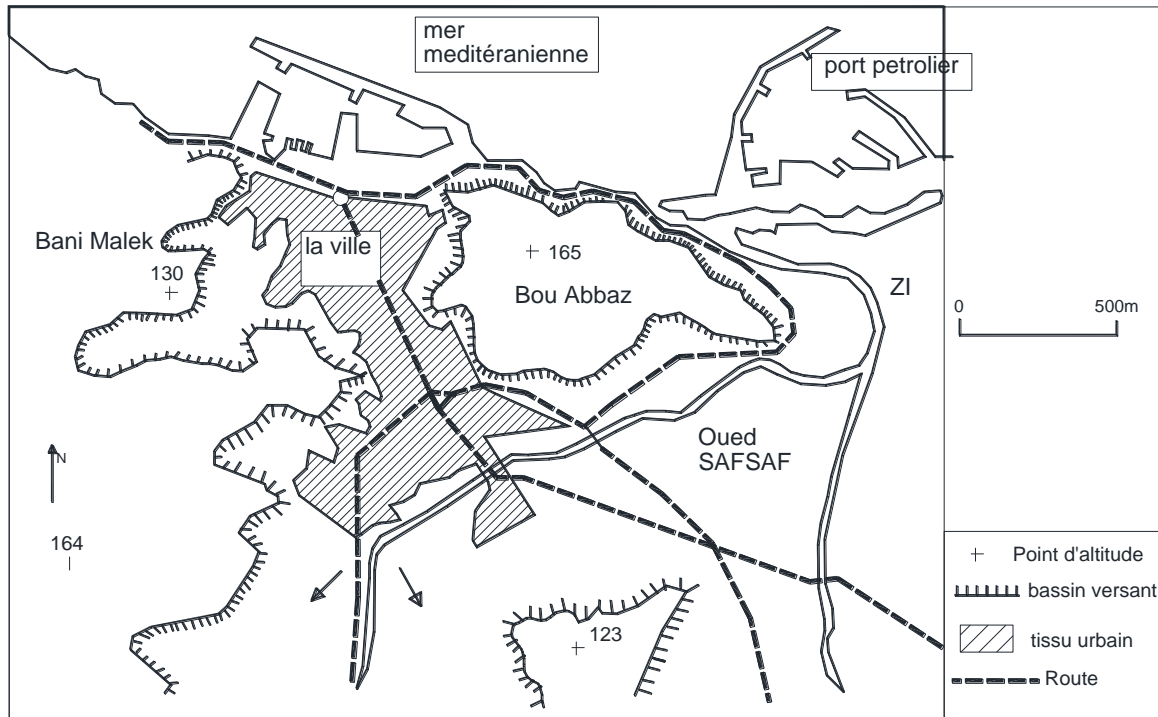 mer
meditéranienne
port petrolier
Bani Malek
la ville
130
165
Bou Abbaz
ZI
0 500m
Oued
SAFSAF
N
164
123
Point d'altitude
bassin versant
tissu urbain
Route